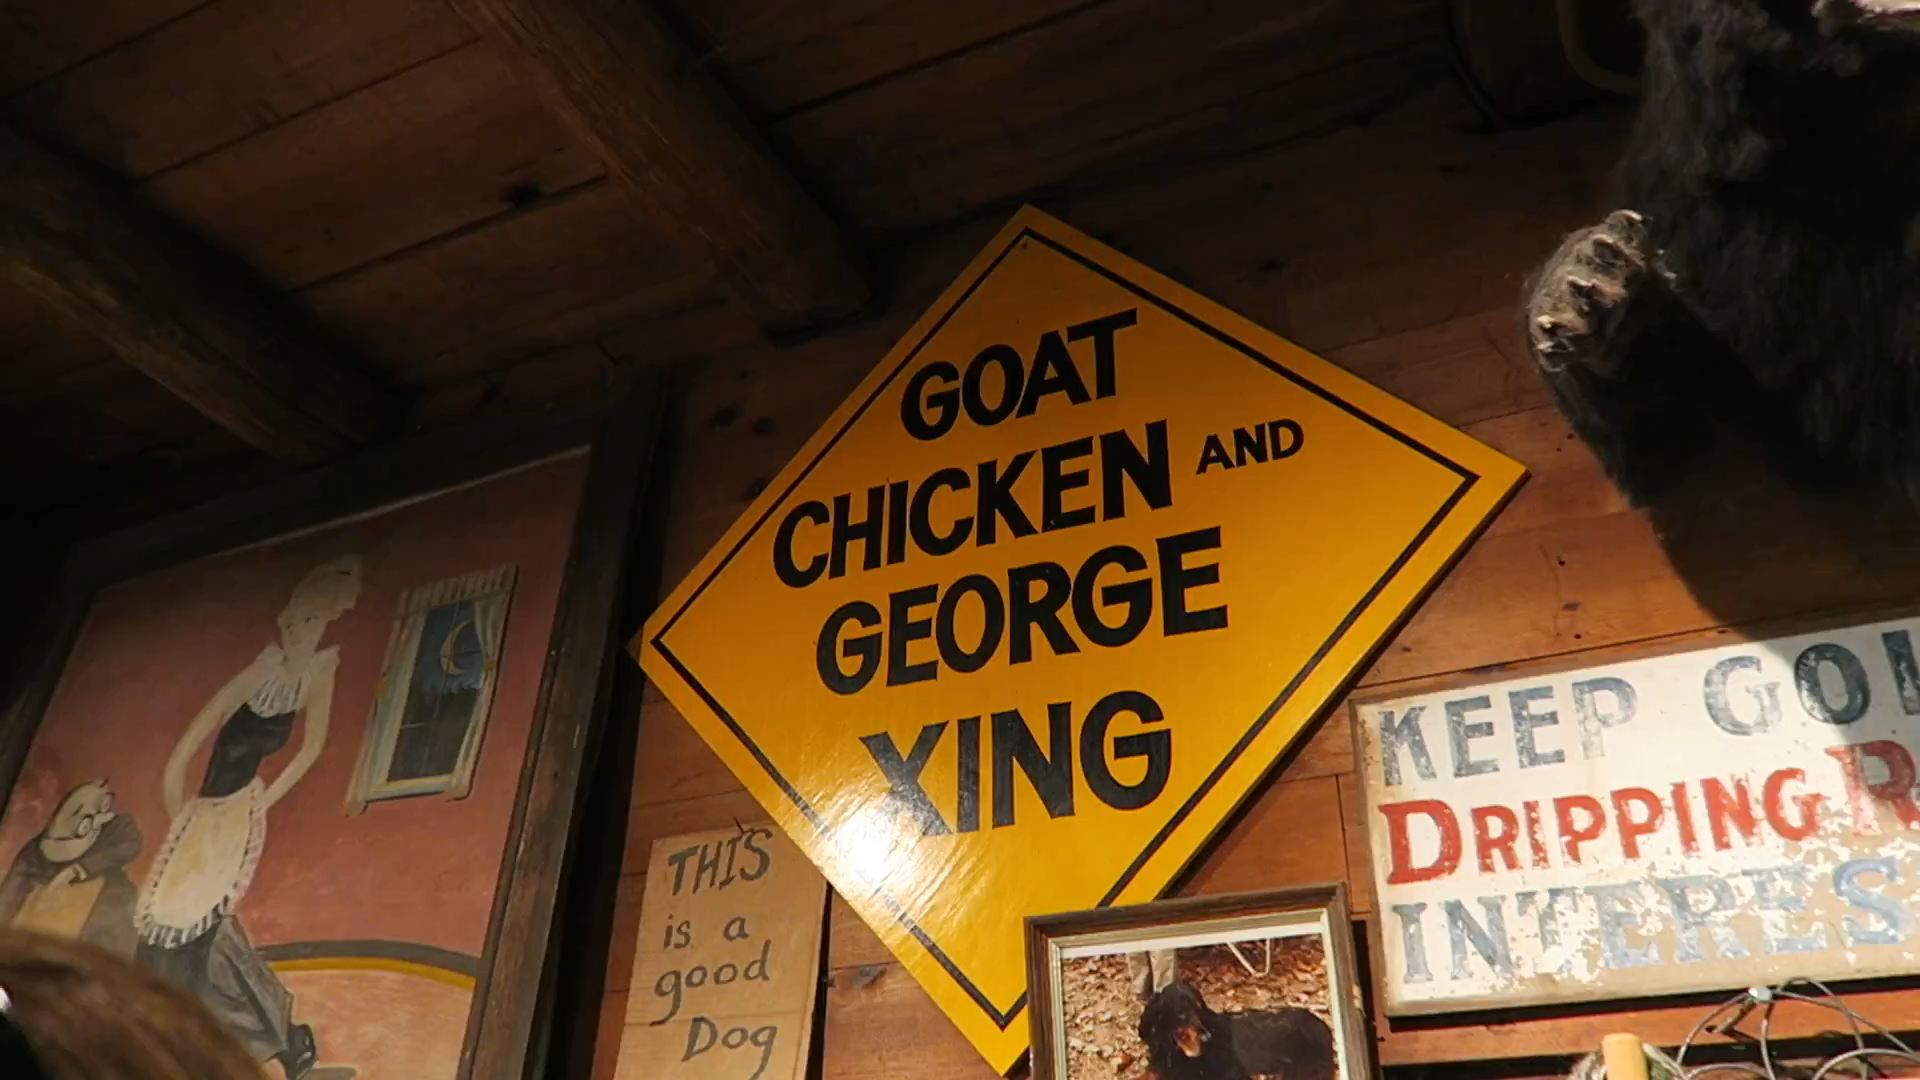 GOAT
CHICKEN AND
GEORGE
XING
THIS
is a
good
Dog
KEEP
DRIPPING